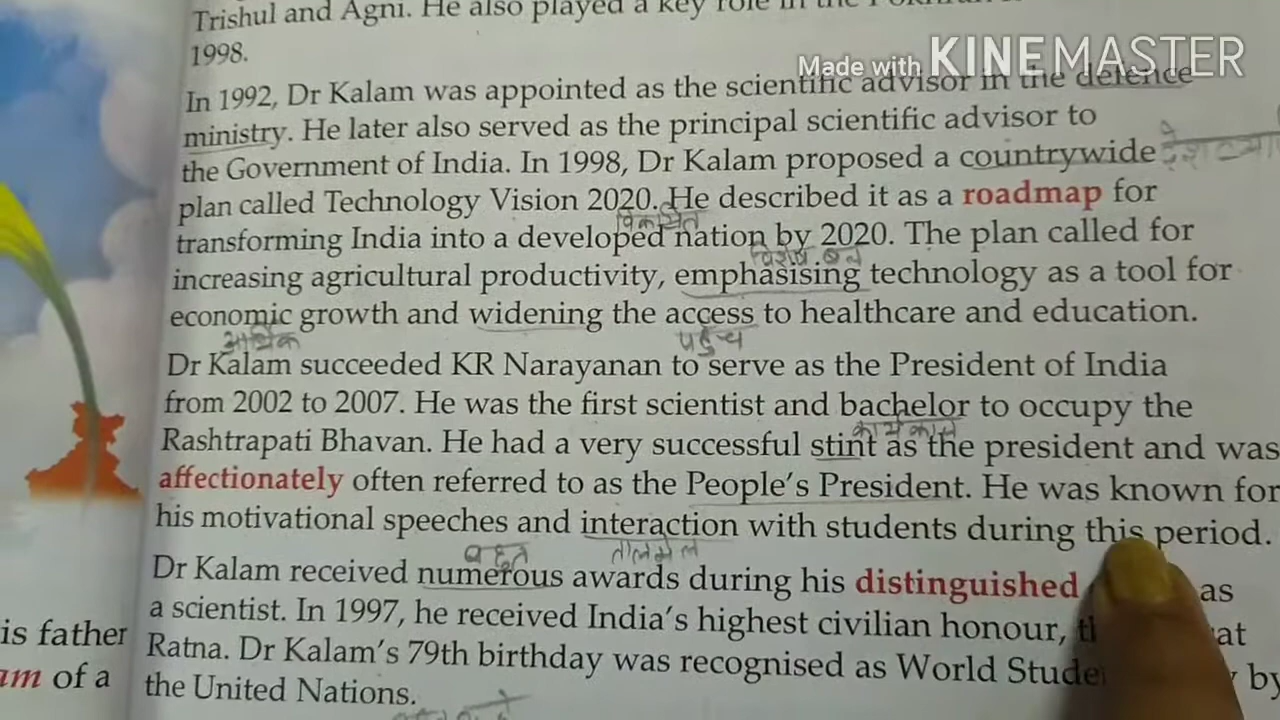 Trishul and Agni. He also played a key role in the
1998.
Made with KINEMASTER
In 1992, Dr Kalam was appointed as the scientific advisor in the defence
ministry. He later also served as the principal scientific advisor to
the Government of India. In 1998, Dr Kalam proposed a countrywide
plan called Technology Vision 2020. He described it as a roadmap for
विकसित
transforming India into a developed nation by 2020. The plan called for
increasing agricultural productivity, emphasising technology as a tool for
economic growth and widening the access to healthcare and education.
आर्थिक पहुँच
Dr Kalam succeeded KR Narayanan to serve as the President of India
from 2002 to 2007. He was the first scientist and bachelor to occupy the
कार्यकाल
Rashtrapati Bhavan. He had a very successful stint as the president and was
affectionately often referred to as the People's President. He was known for
his motivational speeches and interaction with students during this period.
बहुत तालमेल
Dr Kalam received numerous awards during his distinguished as
a scientist. In 1997, he received India's highest civilian honour,
Ratna. Dr Kalam's 79th birthday was recognised as World by
the United Nations.
is father
of a